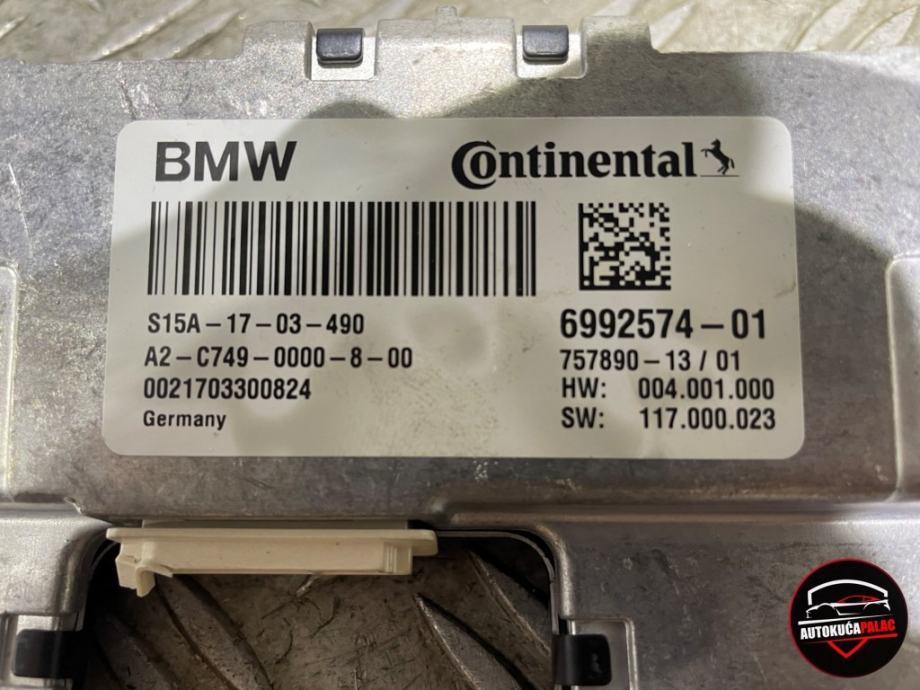 BMW
Continental
S15A-17-03-490
6992574-01
A2-C749-0000-8-00
757890-13/01
0021703300824
HW: 004.001.000
Germany
SW: 117.000.023
AUTOKUĆA PALAC